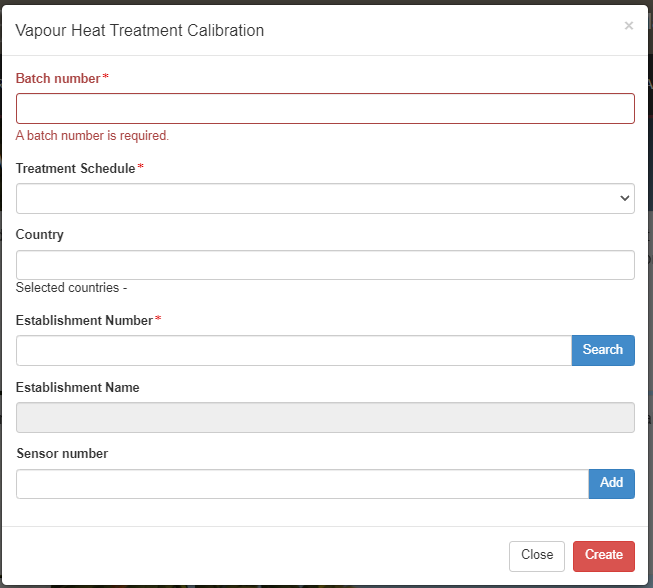 Vapour Heat Treatment Calibration ×
Batch number*
A batch number is required.
Treatment Schedule*
Country
Selected countries -
Establishment Number*
Search
Establishment Name
Sensor number
Add
Close Create